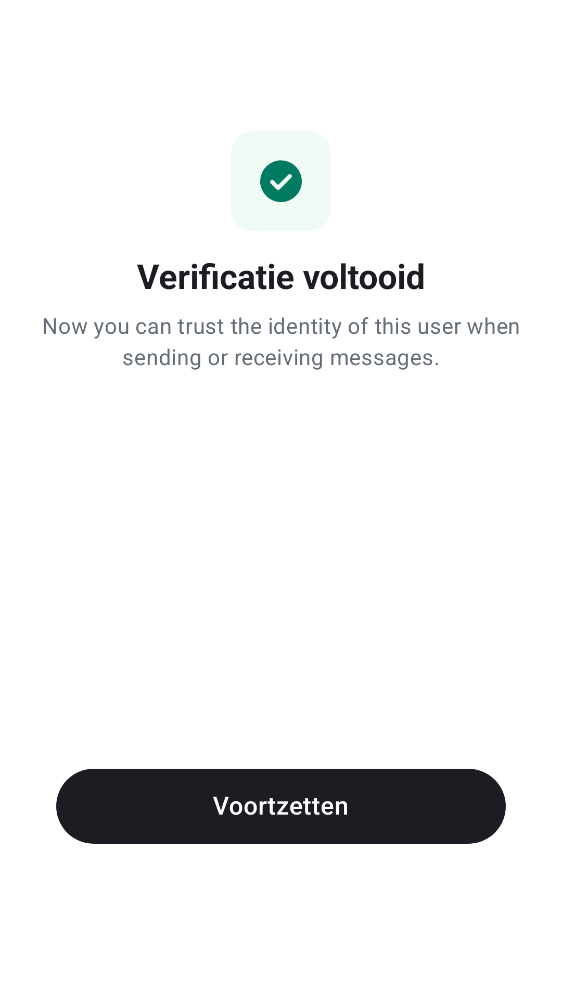 Verificatie voltooid
Now you can trust the identity of this user when
sending or receiving messages.
Voortzetten